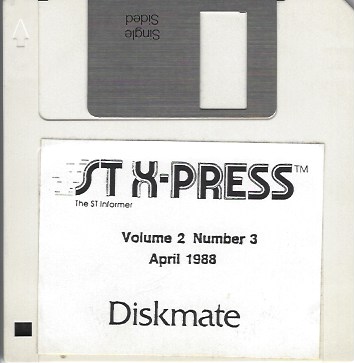 Single
Sided
ST X-PRESS™
The ST Informer
Volume 2 Number 3
April 1988
Diskmate